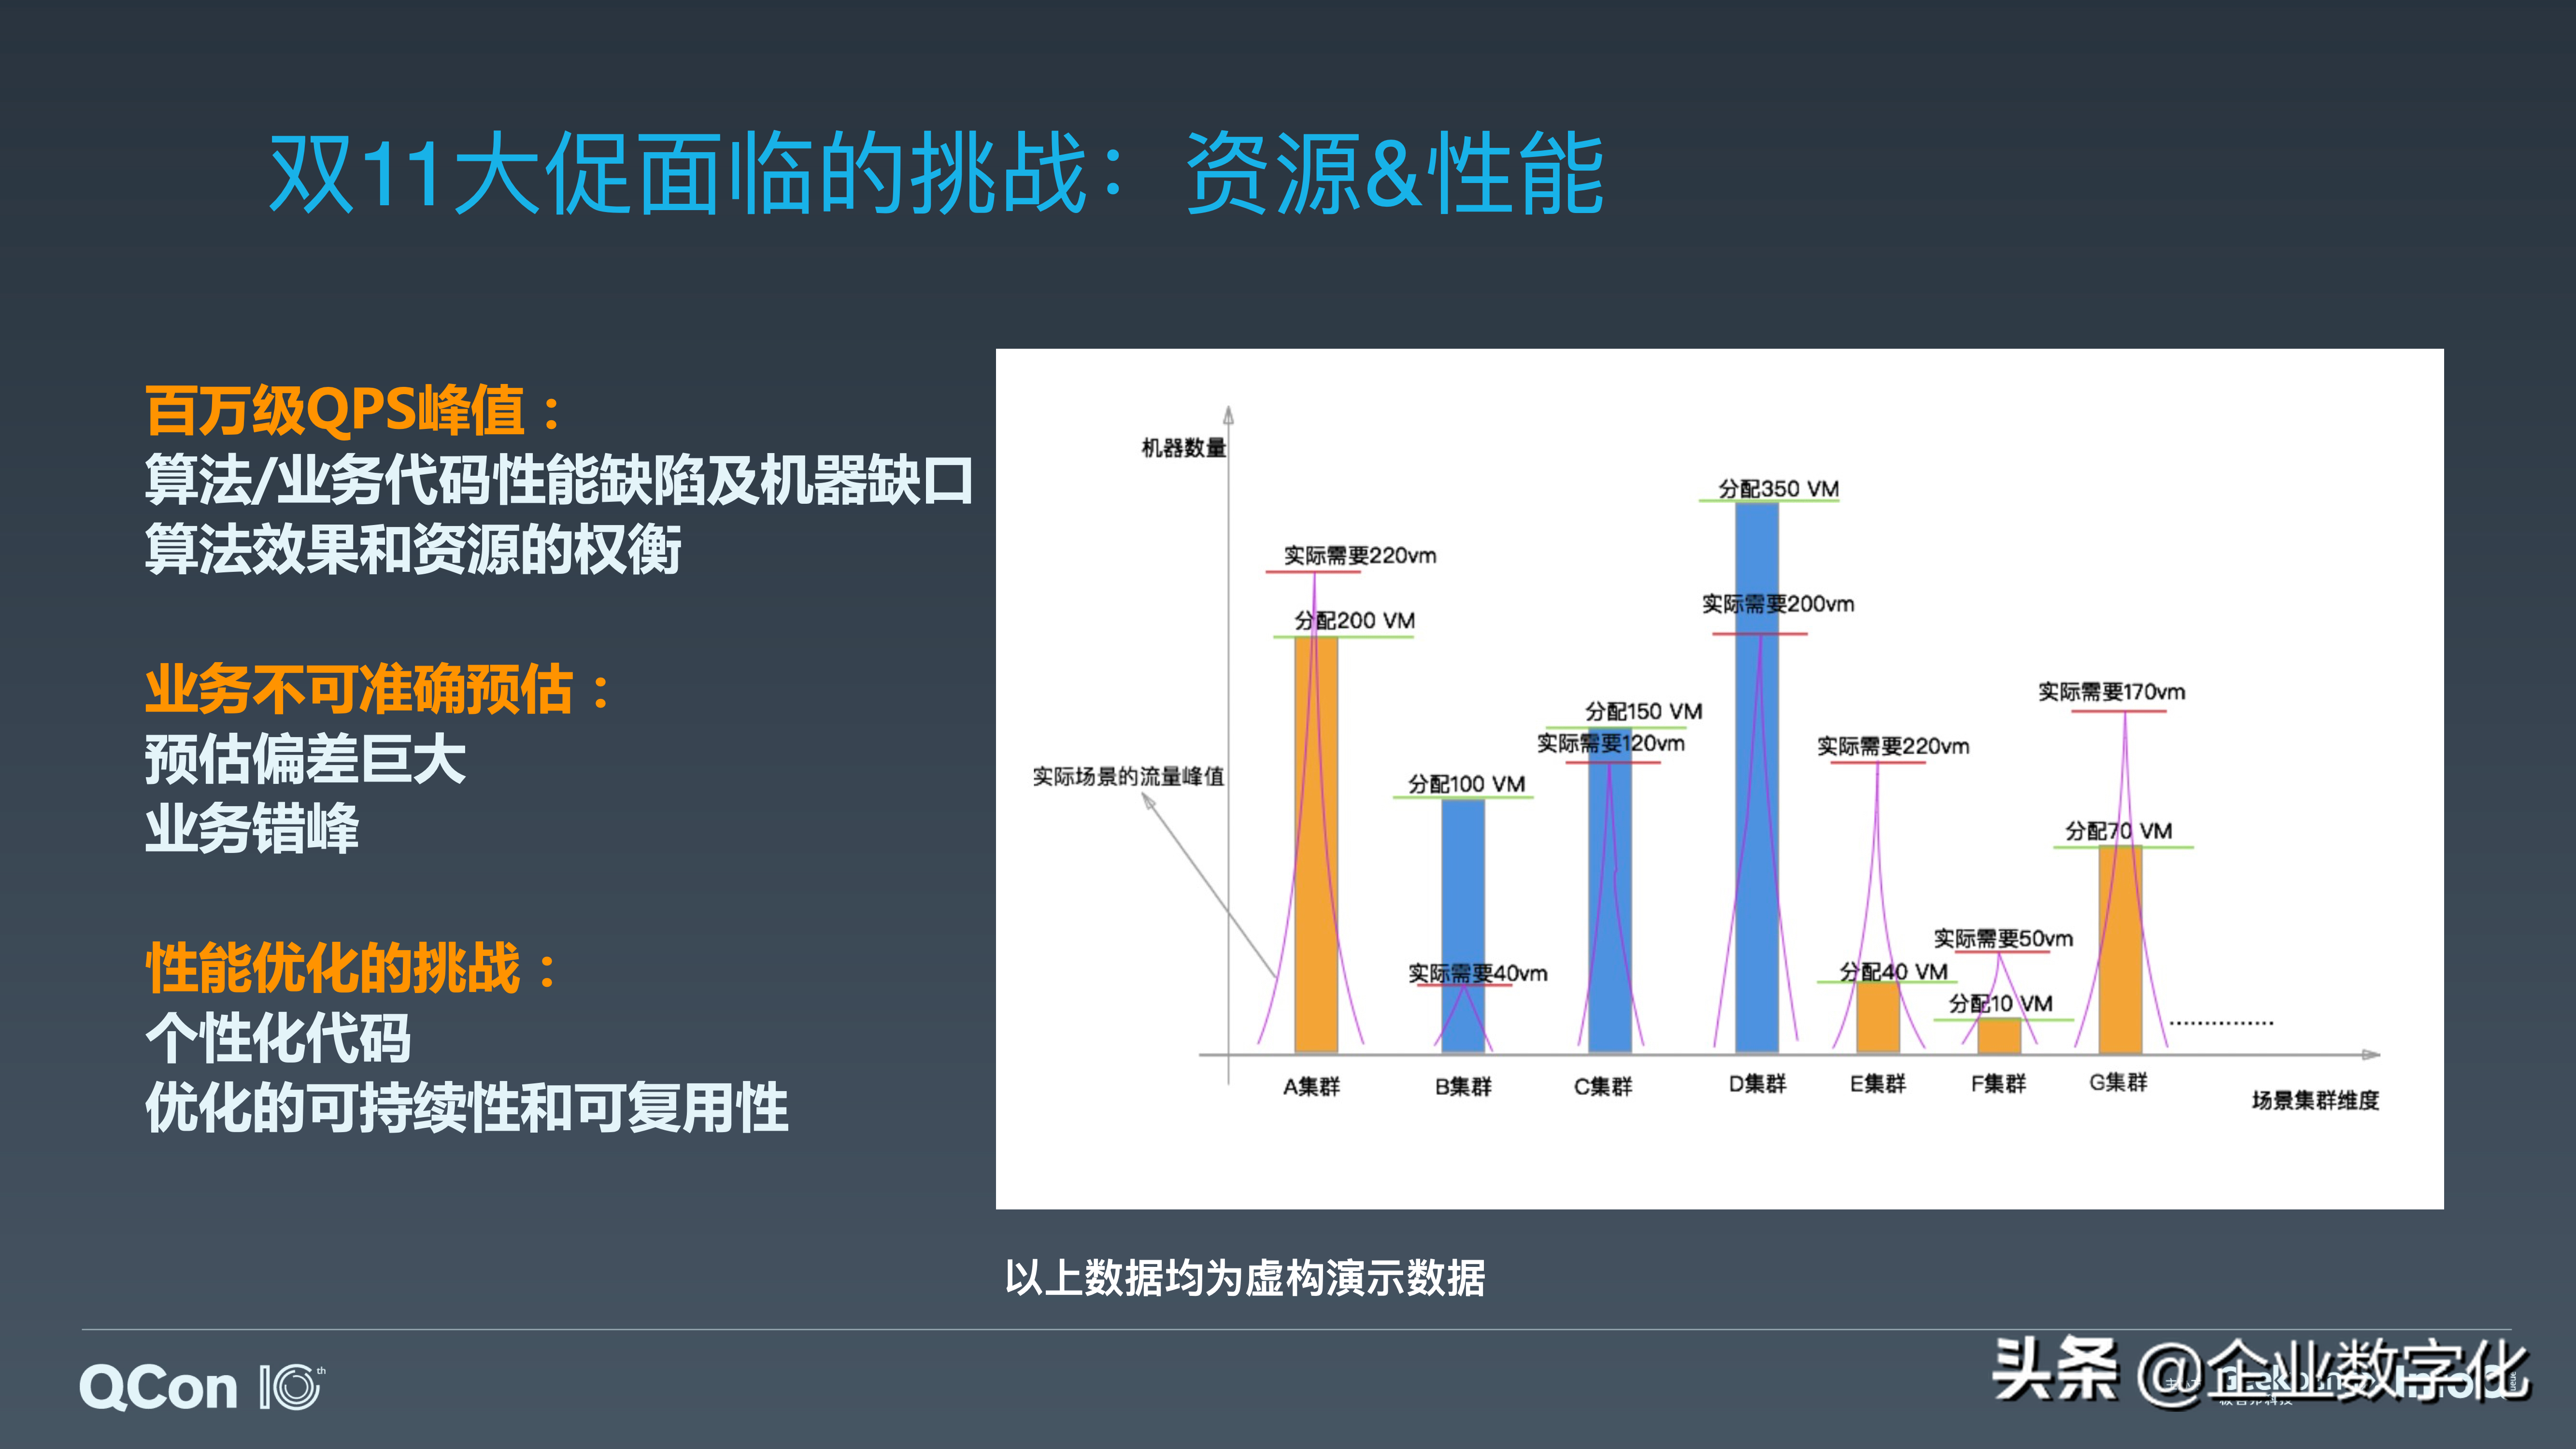 双11大促面临的挑战：资源&性能
百万级QPS峰值：
算法/业务代码性能缺陷及机器缺口
算法效果和资源的权衡
业务不可准确预估：
预估偏差巨大
业务错峰
性能优化的挑战：
个性化代码
优化的可持续性和可复用性
机器数量
实际场景的流量峰值
实际需要220vm
分配200 VM
分配100 VM
实际需要40vm
分配150 VM
实际需要120vm
分配350 VM
实际需要200vm
实际需要220vm
分配40 VM
实际需要50vm
分配10 VM
实际需要170vm
分配70 VM
...............
A集群
B集群
C集群
D集群
E集群
F集群
G集群
场景集群维度
以上数据均为虚构演示数据
QCon 10th
头条 @企业数字化